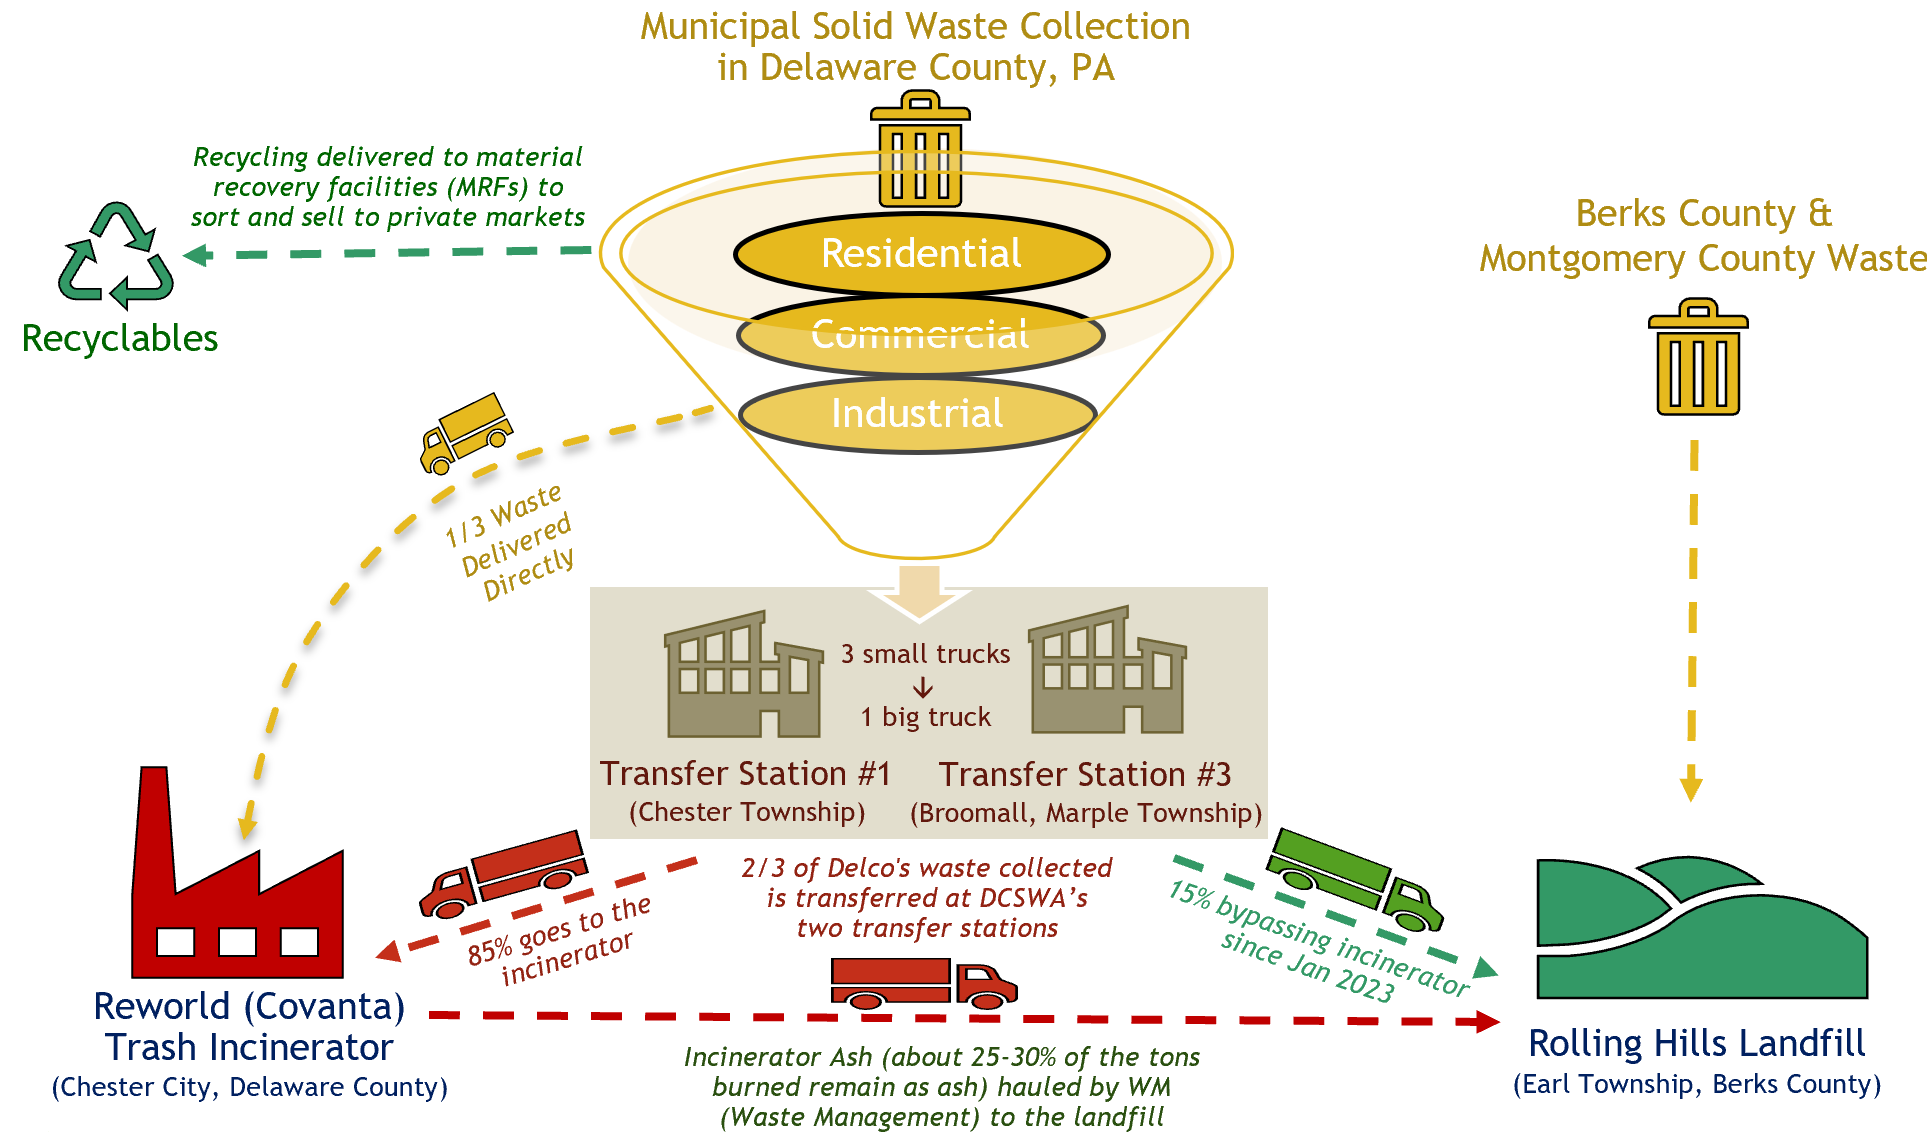 Municipal Solid Waste Collection
in Delaware County, PA
Recycling delivered to material
recovery facilities (MRFs) to
sort and sell to private markets
Recyclables
Residential
Commercial
Industrial
Berks County &
Montgomery County Waste
1/3 Waste
Delivered
Directly
3 small trucks
↓
1 big truck
Transfer Station #1
(Chester Township)
Transfer Station #3
(Broomall, Marple Township)
2/3 of Delco's waste collected
is transferred at DCSWA’s
two transfer stations
85% goes to the
incinerator
15% bypassing incinerator
since Jan 2023
Reworld (Covanta)
Trash Incinerator
(Chester City, Delaware County)
Incinerator Ash (about 25-30% of the tons
burned remain as ash) hauled by WM
(Waste Management) to the landfill
Rolling Hills Landfill
(Earl Township, Berks County)